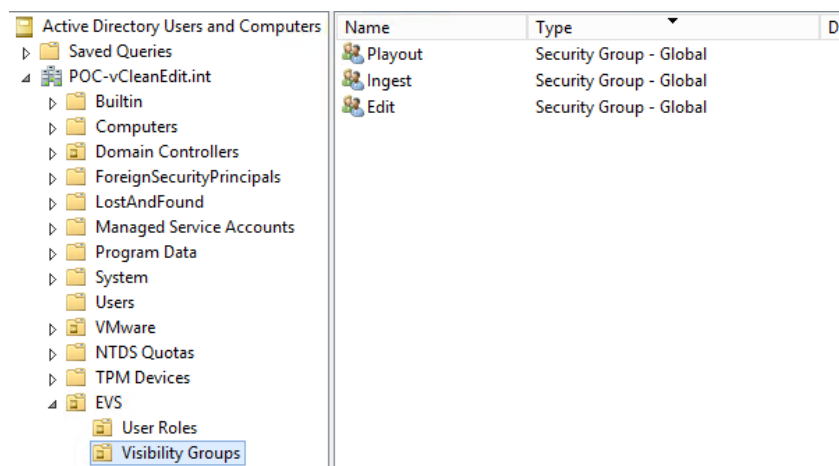 Active Directory Users and Computers
Saved Queries
POC-vCleanEdit.int
Builtin
Computers
Domain Controllers
ForeignSecurityPrincipals
LostAndFound
Managed Service Accounts
Program Data
System
Users
VMware
NTDS Quotas
TPM Devices
EVS
User Roles
Visibility Groups
Name Type D
Playout Security Group - Global
Ingest Security Group - Global
Edit Security Group - Global